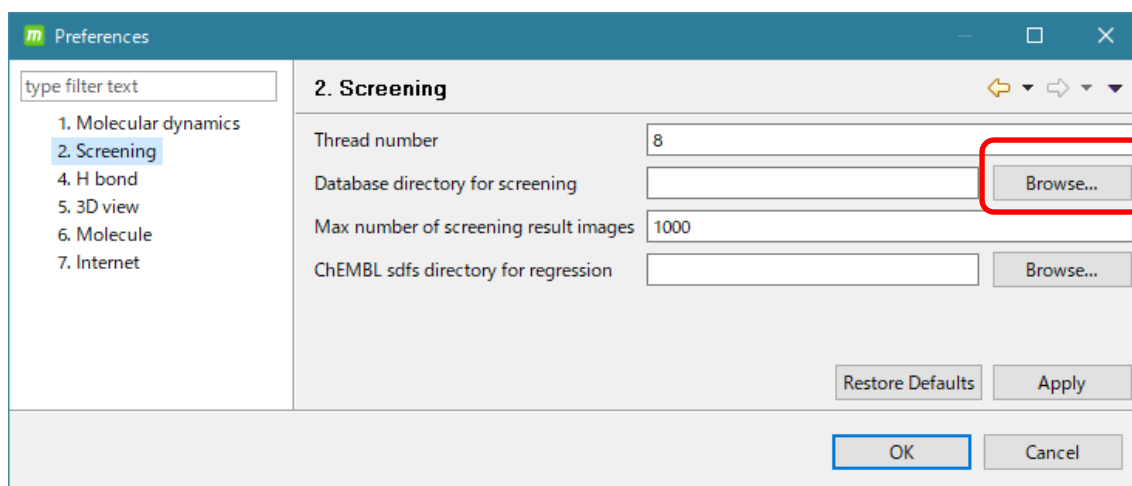 m Preferences
type filter text
1. Molecular dynamics
2. Screening
4. H bond
5. 3D view
6. Molecule
7. Internet
2. Screening
Thread number 8
Database directory for screening Browse...
Max number of screening result images 1000
ChEMBL sdfs directory for regression Browse...
Restore Defaults Apply
OK Cancel